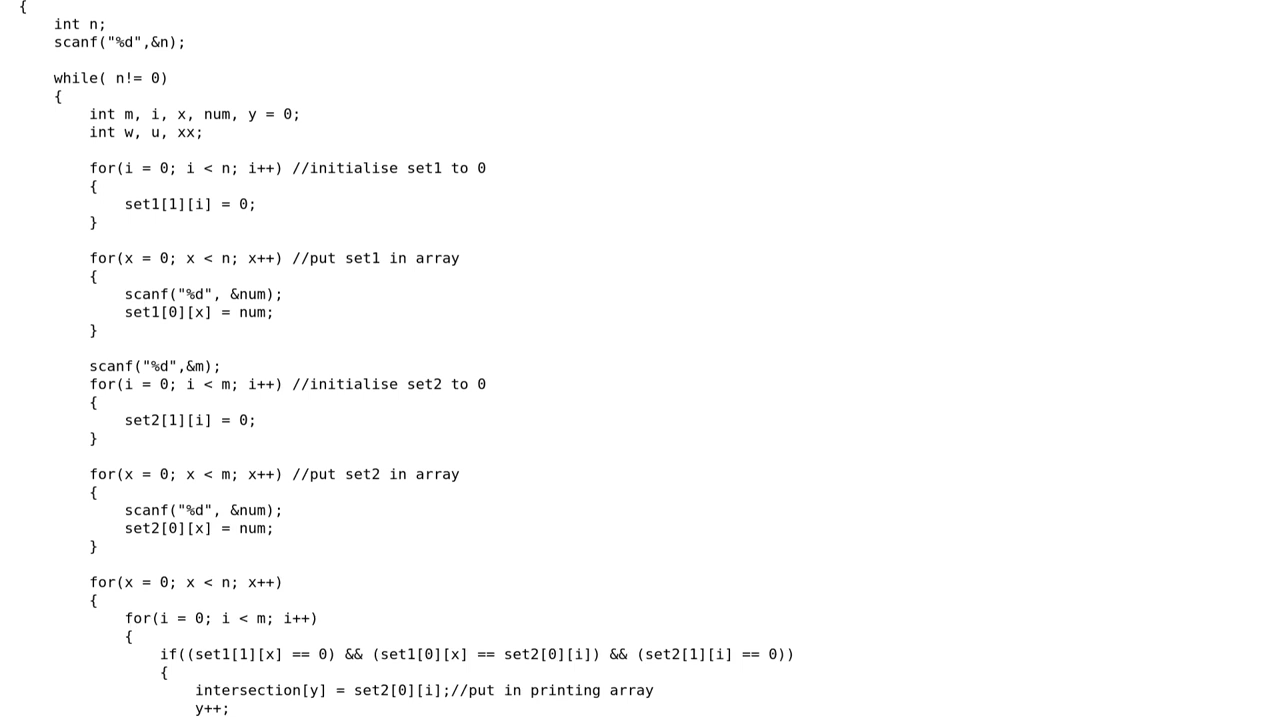 {
    int n;
    scanf("%d",&n);

    while( n!= 0)
    {
        int m, i, x, num, y = 0;
        int w, u, xx;

        for(i = 0; i < n; i++) //initialise set1 to 0
        {
            set1[1][i] = 0;
        }

        for(x = 0; x < n; x++) //put set1 in array
        {
            scanf("%d", &num);
            set1[0][x] = num;
        }

        scanf("%d",&m);
        for(i = 0; i < m; i++) //initialise set2 to 0
        {
            set2[1][i] = 0;
        }

        for(x = 0; x < m; x++) //put set2 in array
        {
            scanf("%d", &num);
            set2[0][x] = num;
        }

        for(x = 0; x < n; x++)
        {
            for(i = 0; i < m; i++)
            {
                if((set1[1][x] == 0) && (set1[0][x] == set2[0][i]) && (set2[1][i] == 0))
                {
                    intersection[y] = set2[0][i];//put in printing array
                    y++;